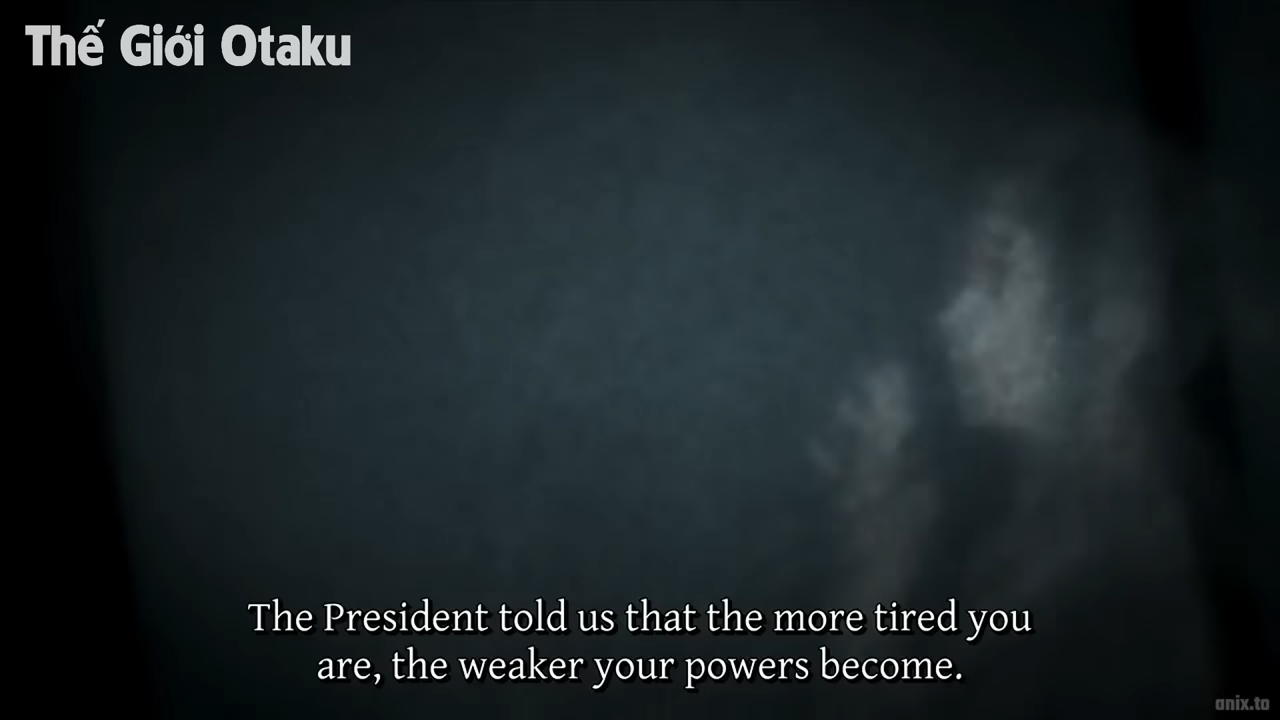 Thế Giới Otaku
The President told us that the more tired you
are, the weaker your powers become.
anix.to